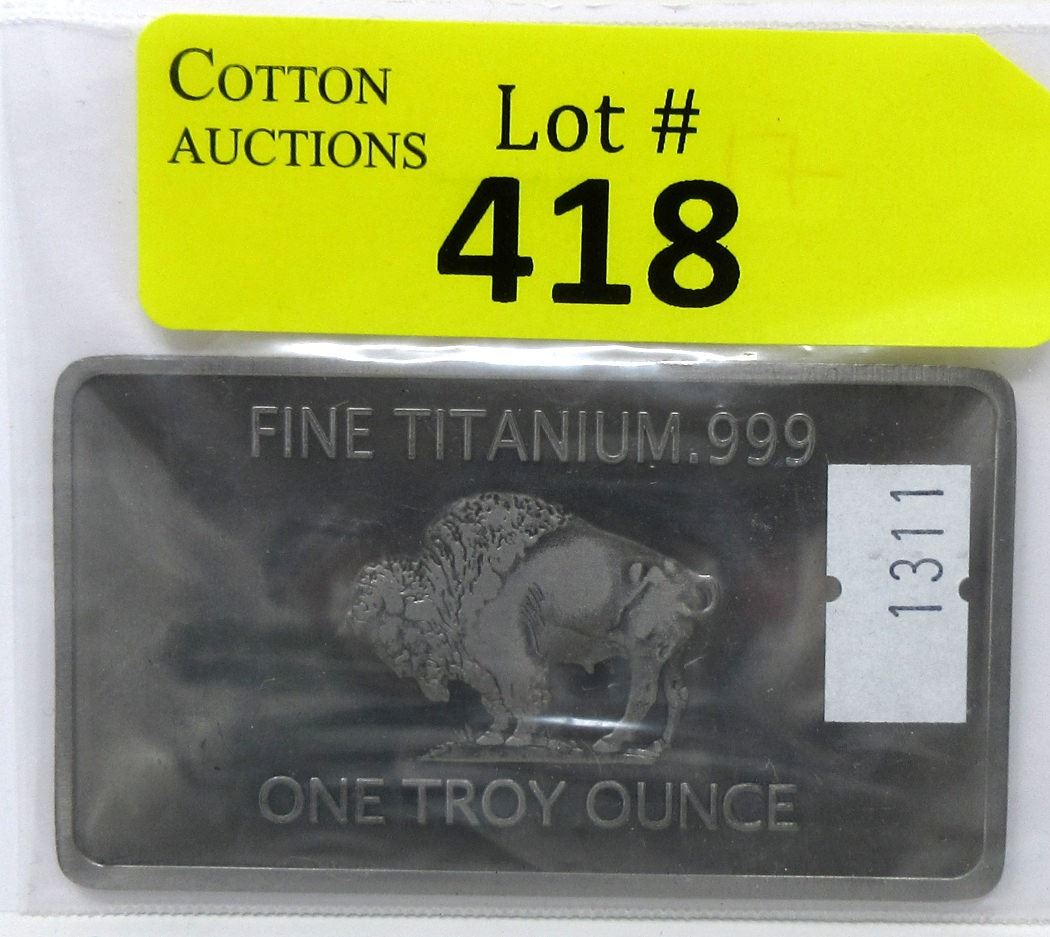 COTTON
AUCTIONS
Lot #
418
FINE TITANIUM.999
1311
ONE TROY OUNCE